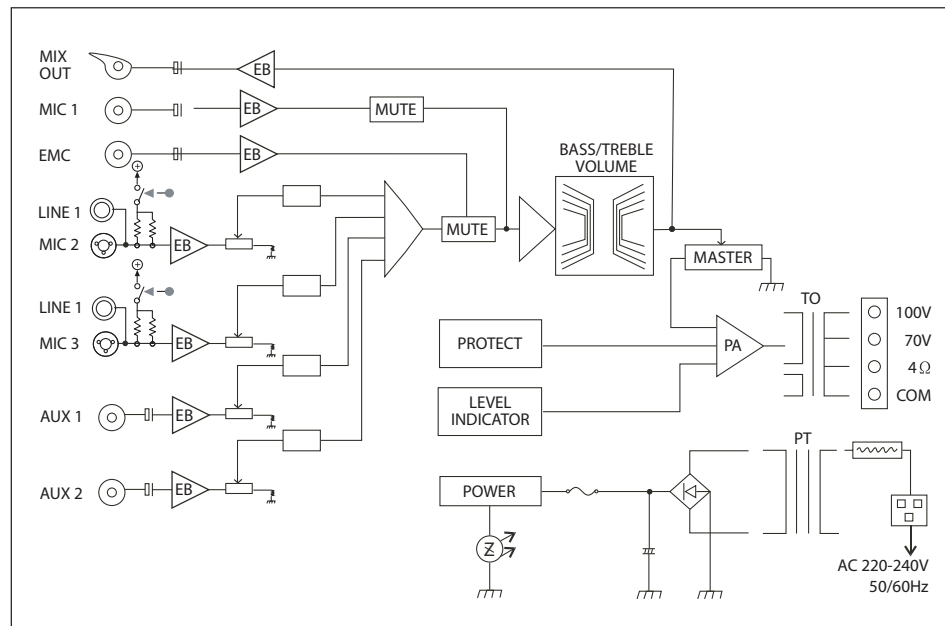 MIX
OUT
EB
MIC 1
EB
MUTE
EMC
EB
BASS/TREBLE
VOLUME
LINE 1
MIC 2
EB
MUTE
MASTER
LINE 1
MIC 3
EB
TO
100V
70V
4 Ω
COM
PROTECT
PA
LEVEL
INDICATOR
AUX 1
EB
AUX 2
EB
POWER
PT
Z
AC 220-240V
50/60Hz